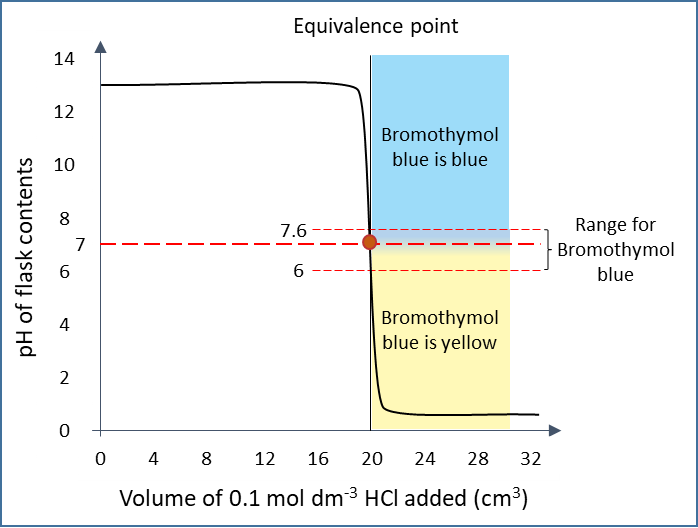 Equivalence point
14
12
10
8
7
6
4
2
0
pH of flask contents
Bromothymol
blue is blue
7.6
6
Range for
Bromothymol
blue
Bromothymol
blue is yellow
0 4 8 12 16 20 24 28 32
Volume of 0.1 mol dm⁻³ HCl added (cm³)